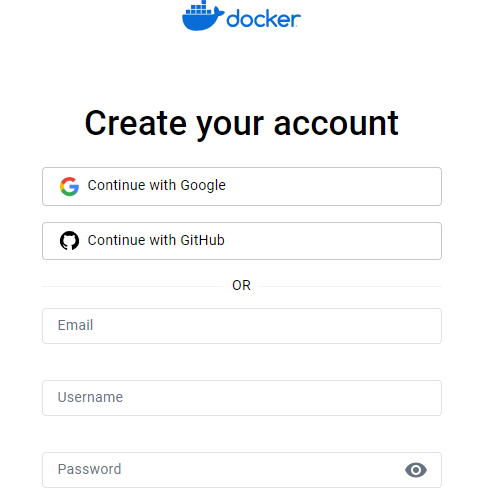 docker
Create your account
Continue with Google
Continue with GitHub
OR
Email
Username
Password